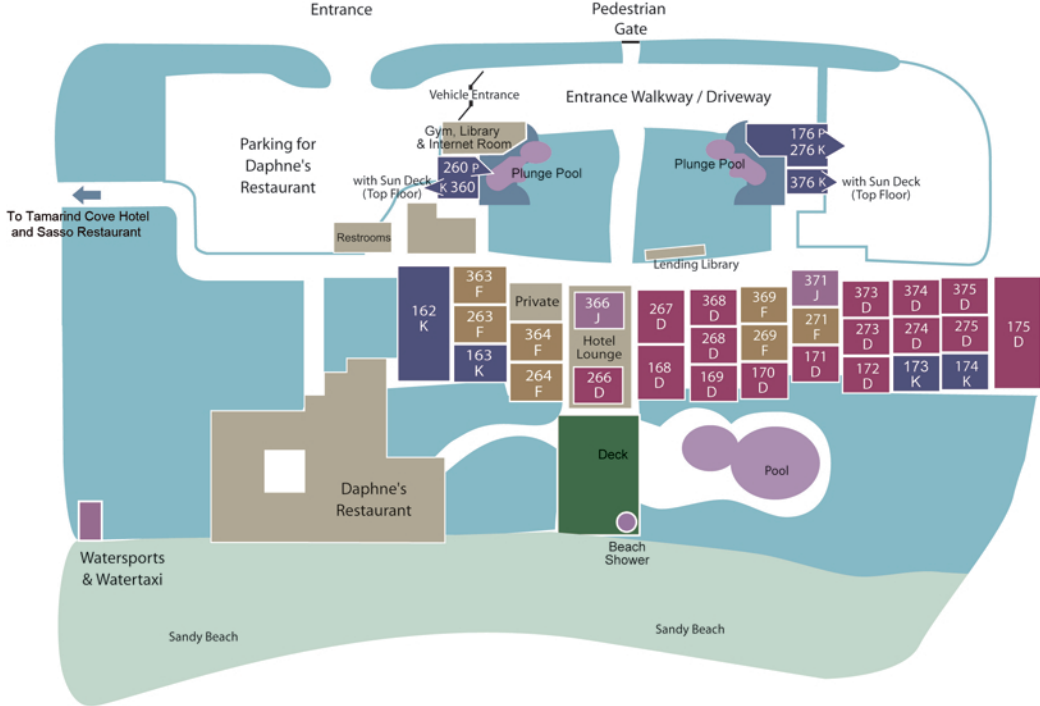 Entrance
Pedestrian
Gate
Vehicle Entrance
Entrance Walkway / Driveway
Parking for
Daphne's
Restaurant
Gym, Library
& Internet Room
260 P
K 360
with Sun Deck
(Top Floor)
Plunge Pool
Plunge Pool
176 P
276 K
376 K
with Sun Deck
(Top Floor)
To Tamarind Cove Hotel
and Sasso Restaurant
Restrooms
Lending Library
162
K
363
F
263
F
163
K
Private
364
F
264
F
366
J
Hotel
Lounge
266
D
267
D
168
D
368
D
268
D
169
D
369
F
269
F
170
D
371
J
271
F
171
D
373
D
273
D
172
D
374
D
274
D
173
K
375
D
275
D
174
K
175
D
Daphne's
Restaurant
Deck
Pool
Beach
Shower
Watersports
& Watertaxi
Sandy Beach
Sandy Beach